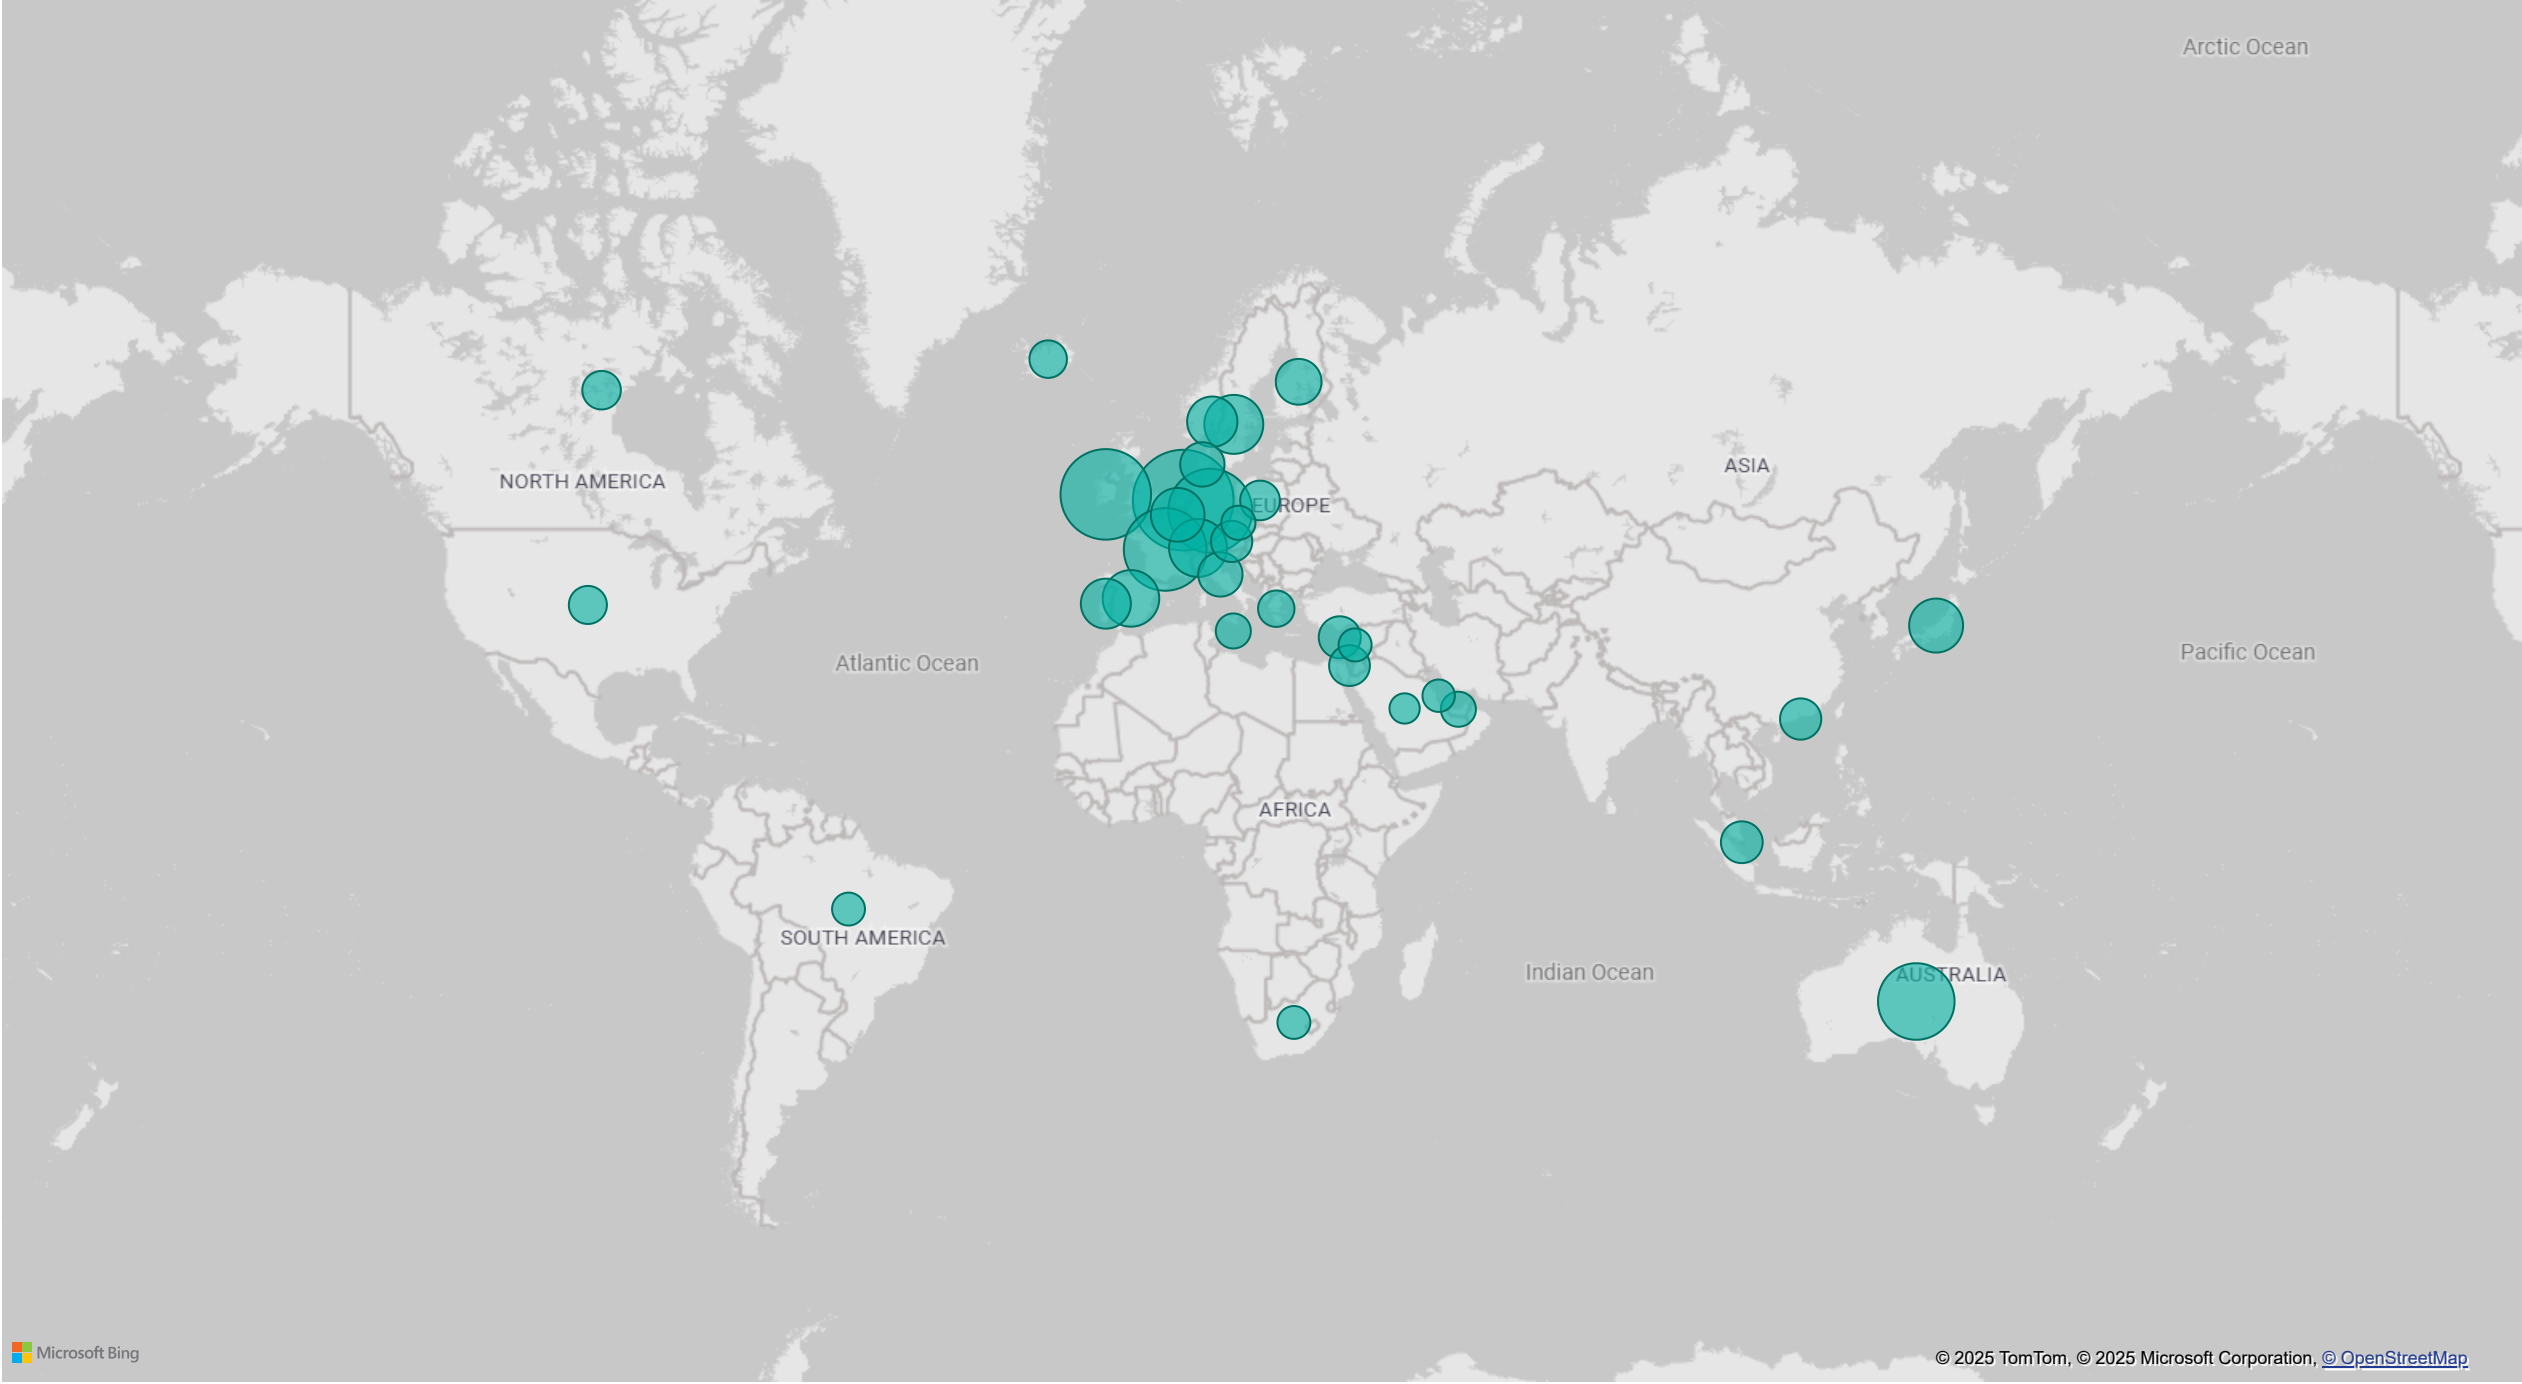 Arctic Ocean
ASIA
NORTH AMERICA
EUROPE
Pacific Ocean
Atlantic Ocean
AFRICA
SOUTH AMERICA
Indian Ocean
AUSTRALIA
Microsoft Bing
© 2025 TomTom, © 2025 Microsoft Corporation, © OpenStreetMap